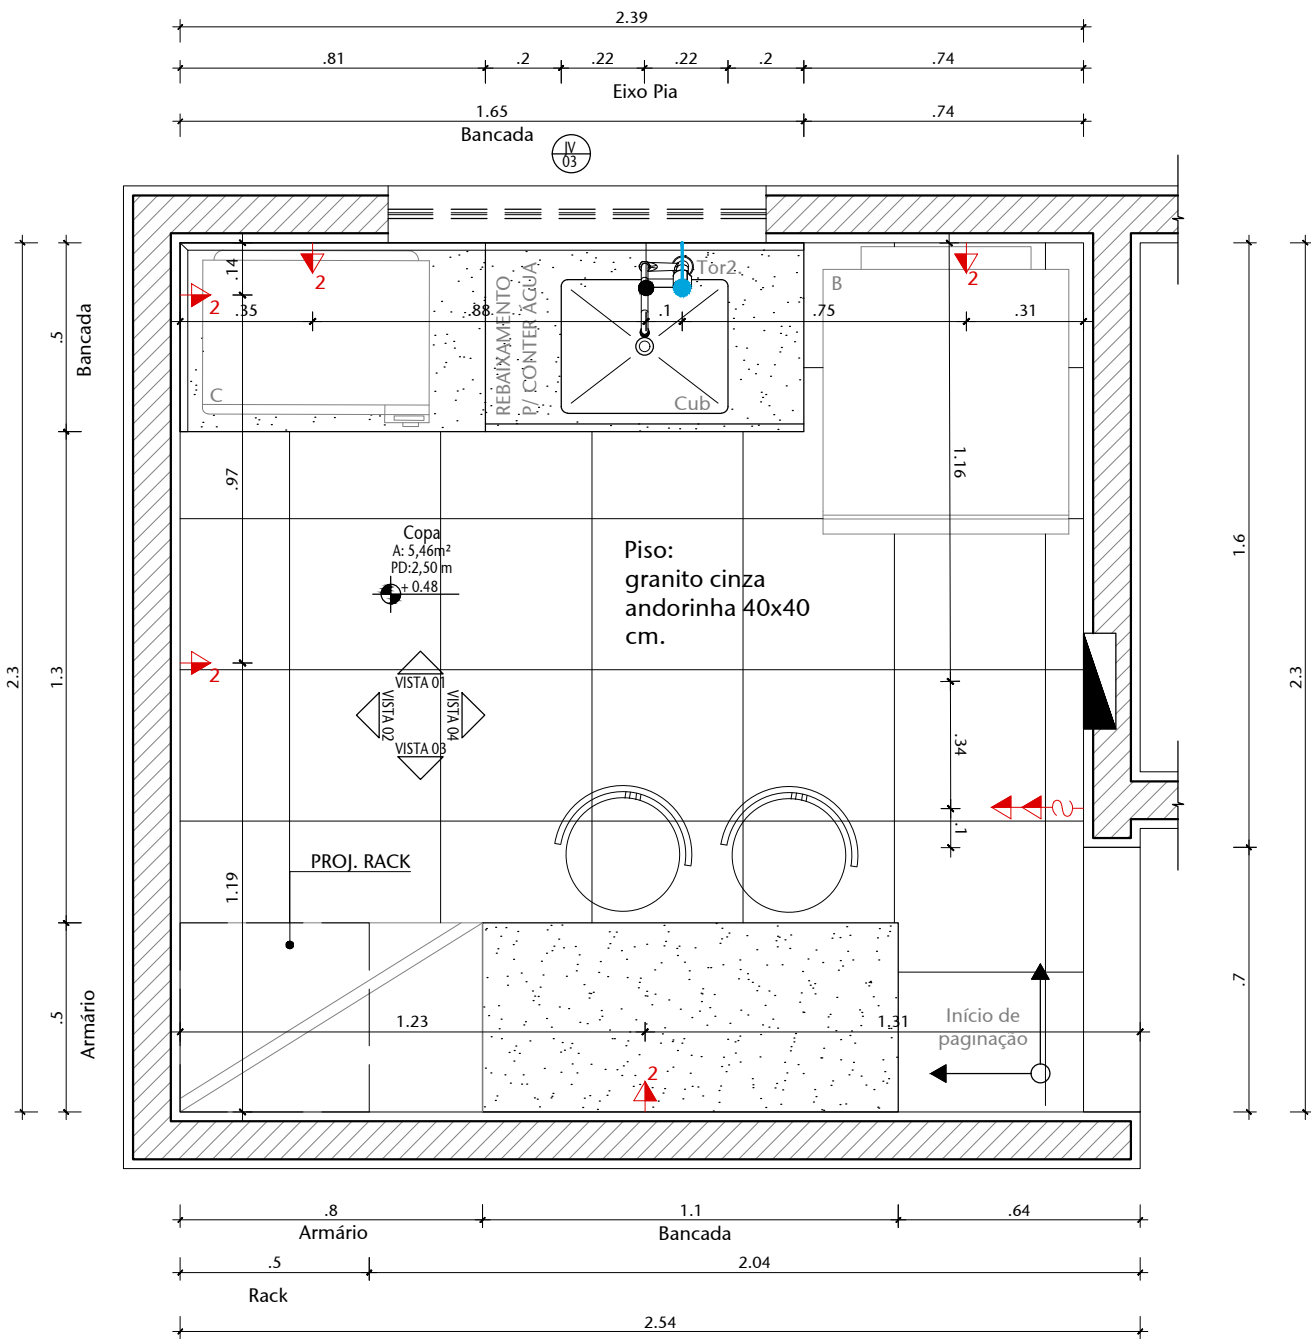 2.39
.81
.2
.22
.22
.2
.74
Eixo Pia
1.65
.74
Bancada
JV
03
.14
2
2
.35
.88
.1
.75
.31
2
Tor2
B
C
REBAIXAMENTO
P/ CONTER ÁGUA
Cub
.5
Bancada
.97
1.16
Copa
A: 5,46m²
PD:2,50 m
+ 0.48
Piso:
granito cinza
andorinha 40x40
cm.
1.6
2.3
1.3
2
VISTA 01
VISTA 02
VISTA 04
VISTA 03
2.3
.34
.1
PROJ. RACK
1.19
.7
.5
Armário
1.23
1.31
Início de
paginação
2
.8
1.1
.64
Armário
Bancada
.5
2.04
Rack
2.54